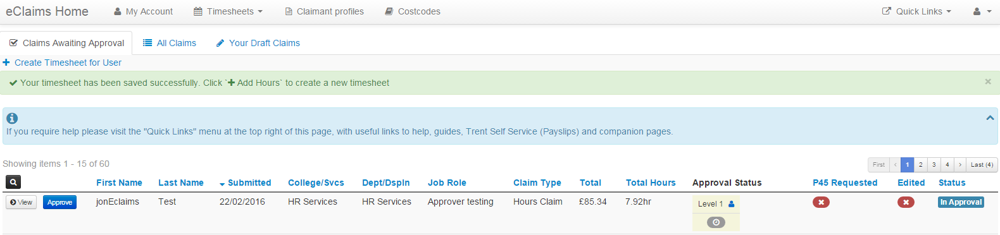 eClaims Home My Account Timesheets Claimant profiles Costcodes Quick Links
Claims Awaiting Approval All Claims Your Draft Claims
Create Timesheet for User
Your timesheet has been saved successfully. Click `+ Add Hours` to create a new timesheet ×
If you require help please visit the "Quick Links" menu at the top right of this page, with useful links to help, guides, Trent Self Service (Payslips) and companion pages.
Showing items 1 - 15 of 60 First ‹ 1 2 3 4 › Last (4)
First Name Last Name Submitted College/Svcs Dept/Dspln Job Role Claim Type Total Total Hours Approval Status P45 Requested Edited Status
View Approve jonEclaims Test 22/02/2016 HR Services HR Services Approver testing Hours Claim £85.34 7.92hr Level 1 In Approval